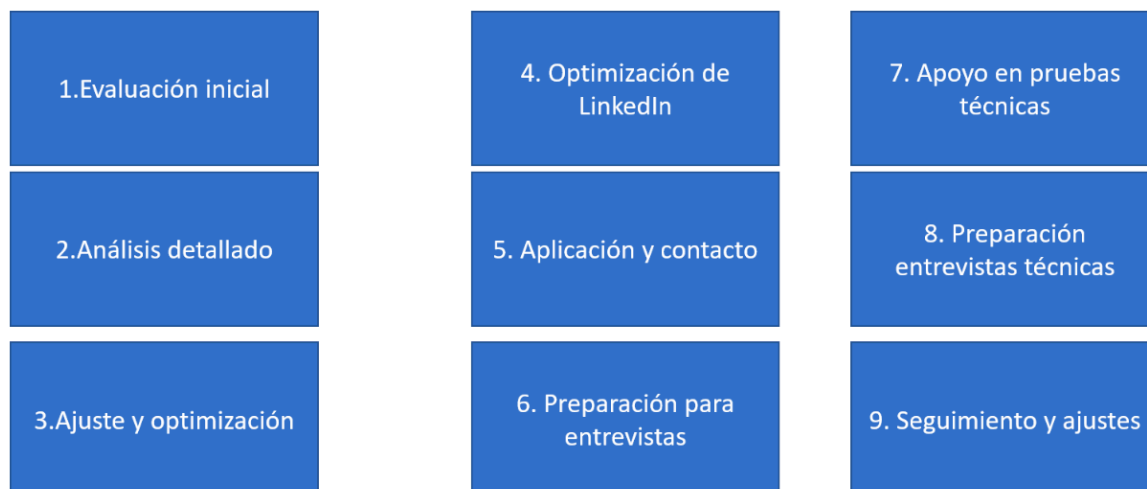 1.Evaluación inicial
2.Análisis detallado
3.Ajuste y optimización
4. Optimización de
LinkedIn
5. Aplicación y contacto
6. Preparación para
entrevistas
7. Apoyo en pruebas
técnicas
8. Preparación
entrevistas técnicas
9. Seguimiento y ajustes